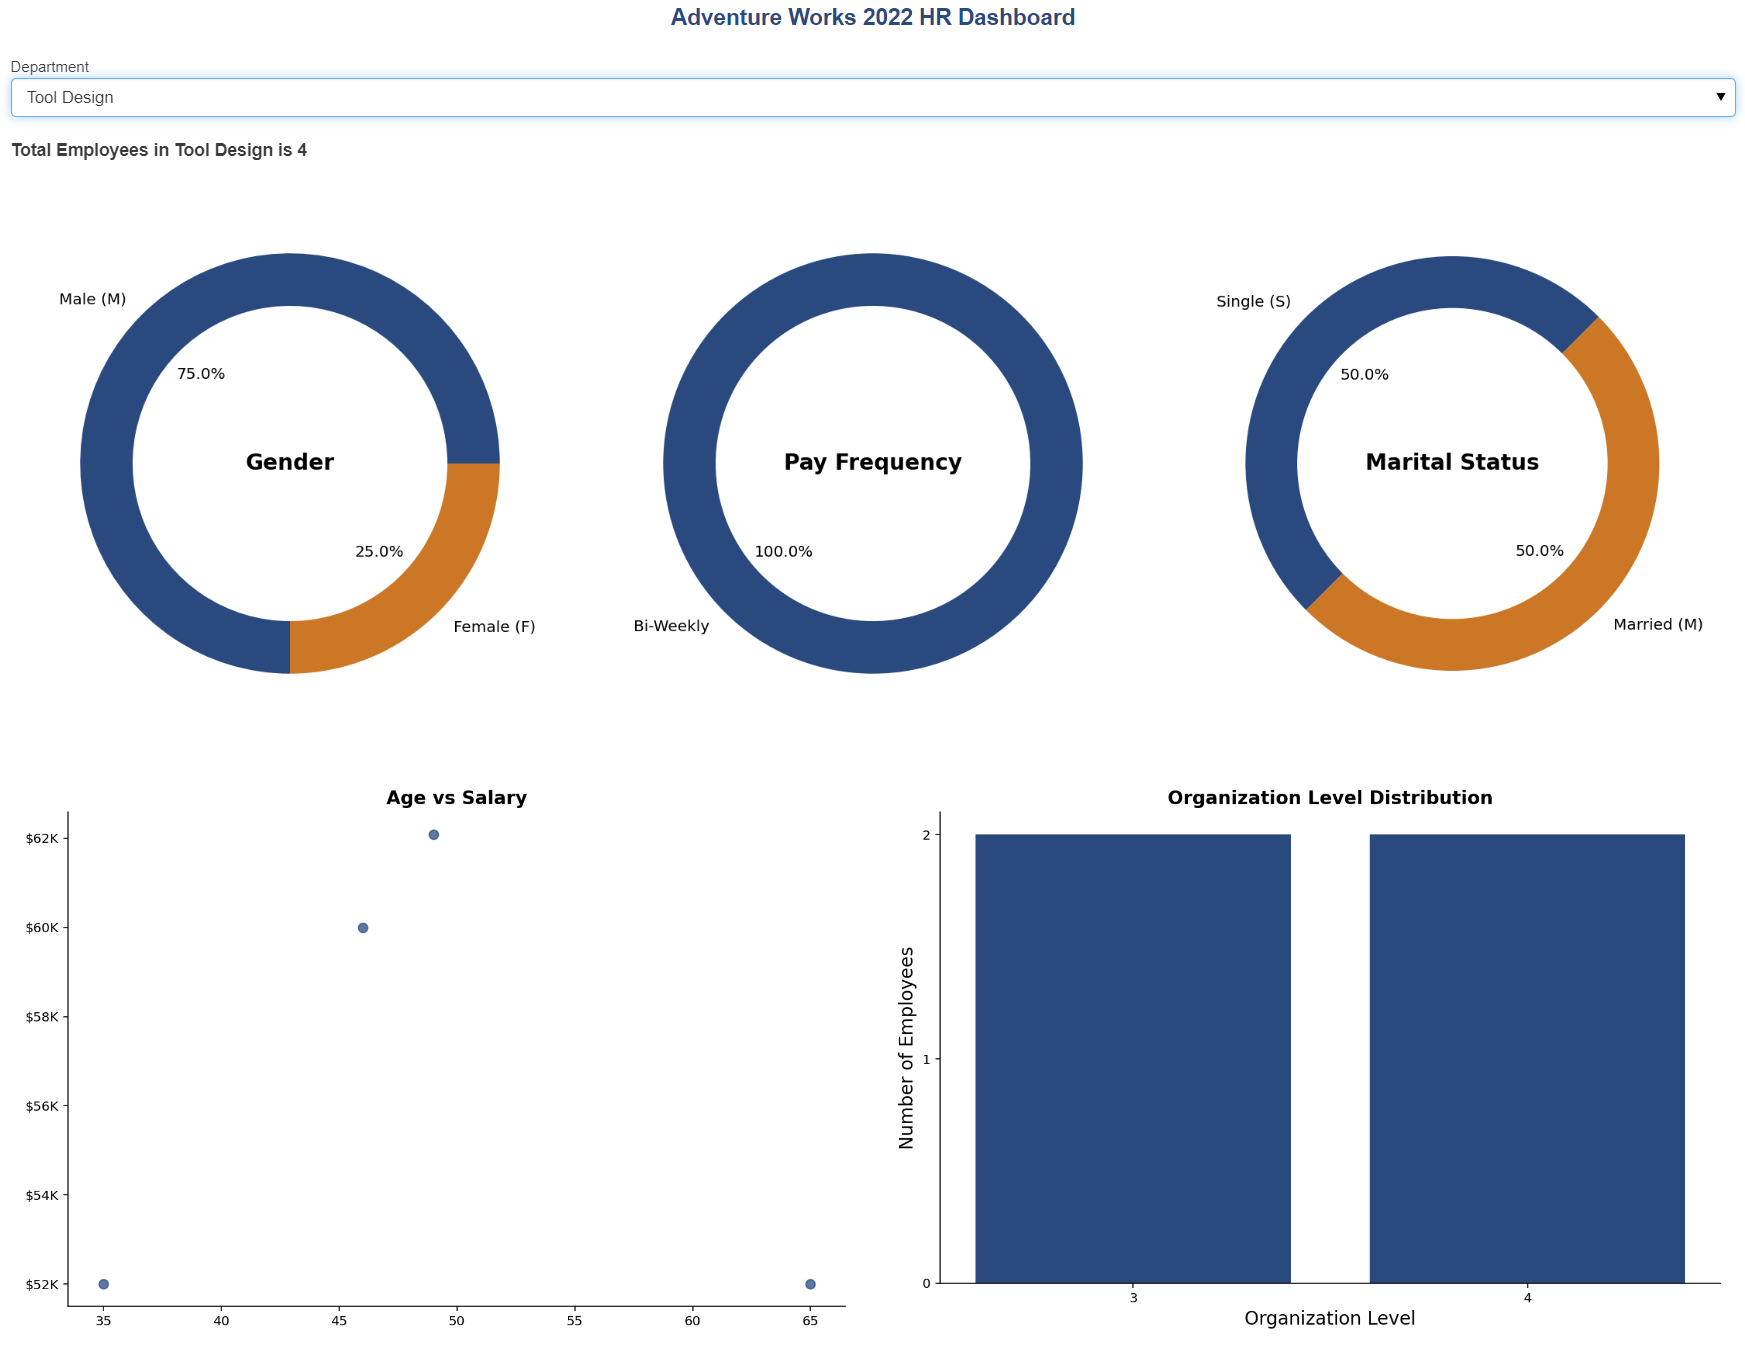 Adventure Works 2022 HR Dashboard
Department
Tool Design
Total Employees in Tool Design is 4
Male (M)
75.0%
Gender
25.0%
Female (F)
Pay Frequency
100.0%
Bi-Weekly
Single (S)
50.0%
Marital Status
50.0%
Married (M)
Age vs Salary
$62K
$60K
$58K
$56K
$54K
$52K
35 40 45 50 55 60 65
Organization Level Distribution
Number of Employees
2
1
0
3 4
Organization Level